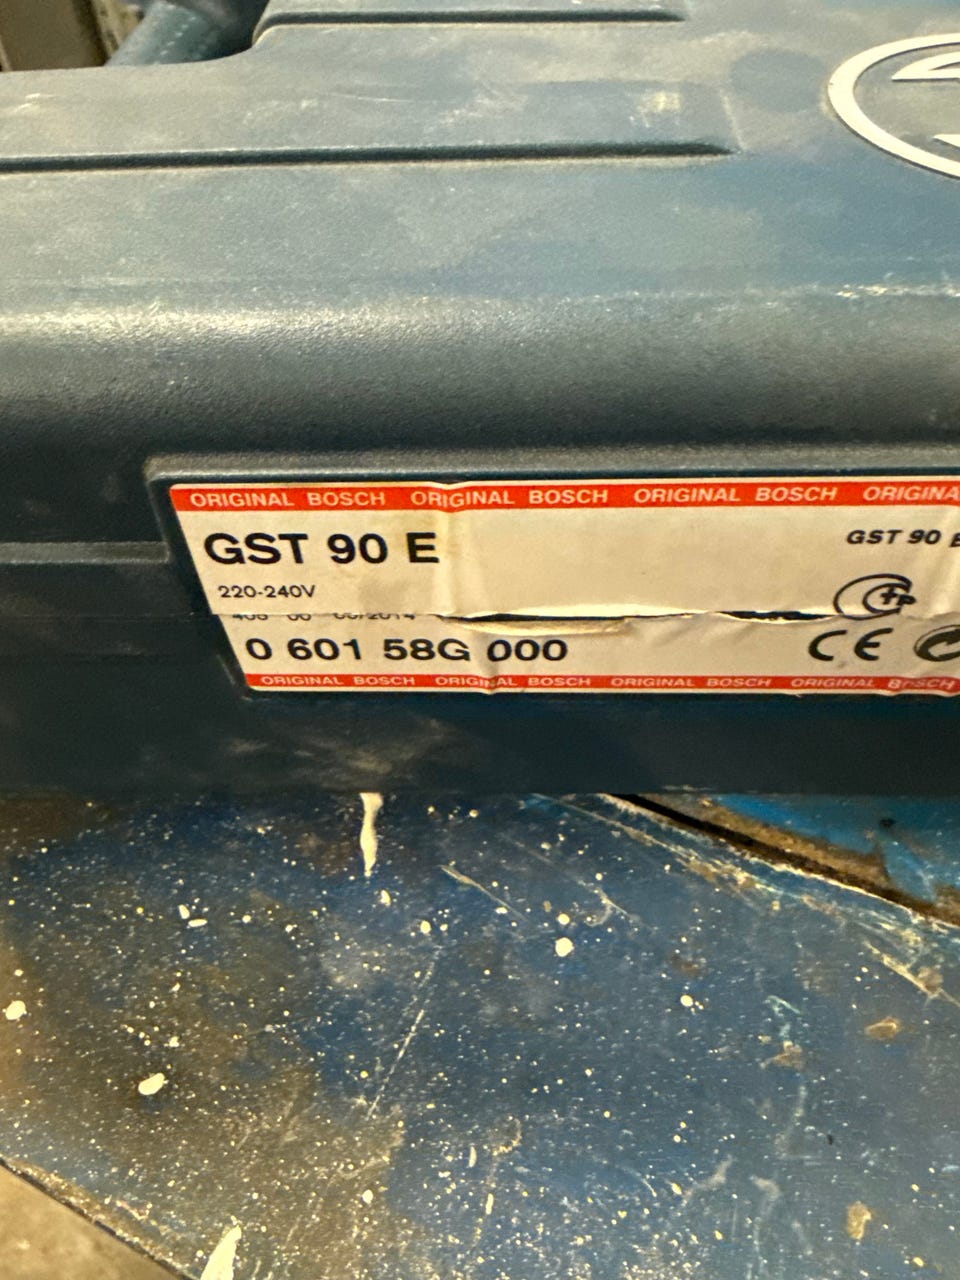 ORIGINAL BOSCH ORIGINAL BOSCH ORIGINAL BOSCH ORIGINA
GST 90 E
GST 90 E
220-240V
0 601 58G 000
CE
ORIGINAL BOSCH ORIGINAL BOSCH ORIGINAL BOSCH ORIGINAL BOSCH